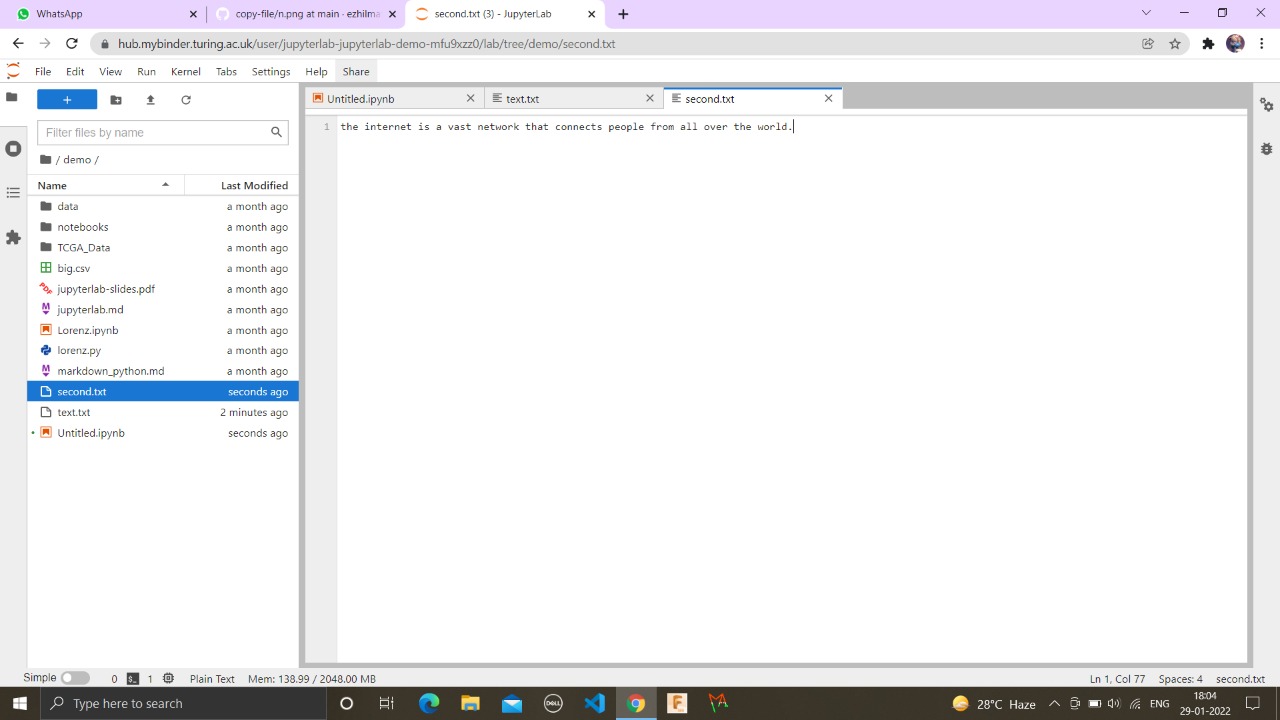 WhatsApp
copy-file/n.png at main · ezhilma
second.txt (3) - JupyterLab
hub.mybinder.turing.ac.uk/user/jupyterlab-jupyterlab-demo-mfu9xzz0/lab/tree/demo/second.txt
File Edit View Run Kernel Tabs Settings Help Share
+
Untitled.ipynb
text.txt
second.txt
Filter files by name
1 the internet is a vast network that connects people from all over the world.
/ demo /
Name Last Modified
data a month ago
notebooks a month ago
TCGA_Data a month ago
big.csv a month ago
jupyterlab-slides.pdf a month ago
jupyterlab.md a month ago
Lorenz.ipynb a month ago
lorenz.py a month ago
markdown_python.md a month ago
second.txt seconds ago
text.txt 2 minutes ago
Untitled.ipynb seconds ago
Simple 0 1 Plain Text Mem: 138.99 / 2048.00 MB Ln 1, Col 77 Spaces: 4 second.txt
Type here to search
DELL
28°C Haze
ENG
18:04
29-01-2022